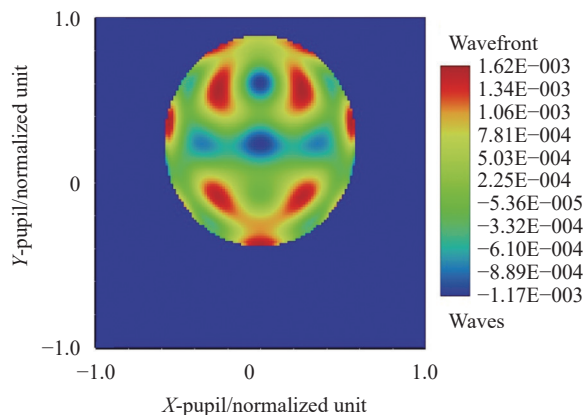 1.0
0
−1.0
Y-pupil/normalized unit
−1.0
0
1.0
X-pupil/normalized unit
Wavefront
1.62E−003
1.34E−003
1.06E−003
7.81E−004
5.03E−004
2.25E−004
−5.36E−005
−3.32E−004
−6.10E−004
−8.89E−004
−1.17E−003
Waves